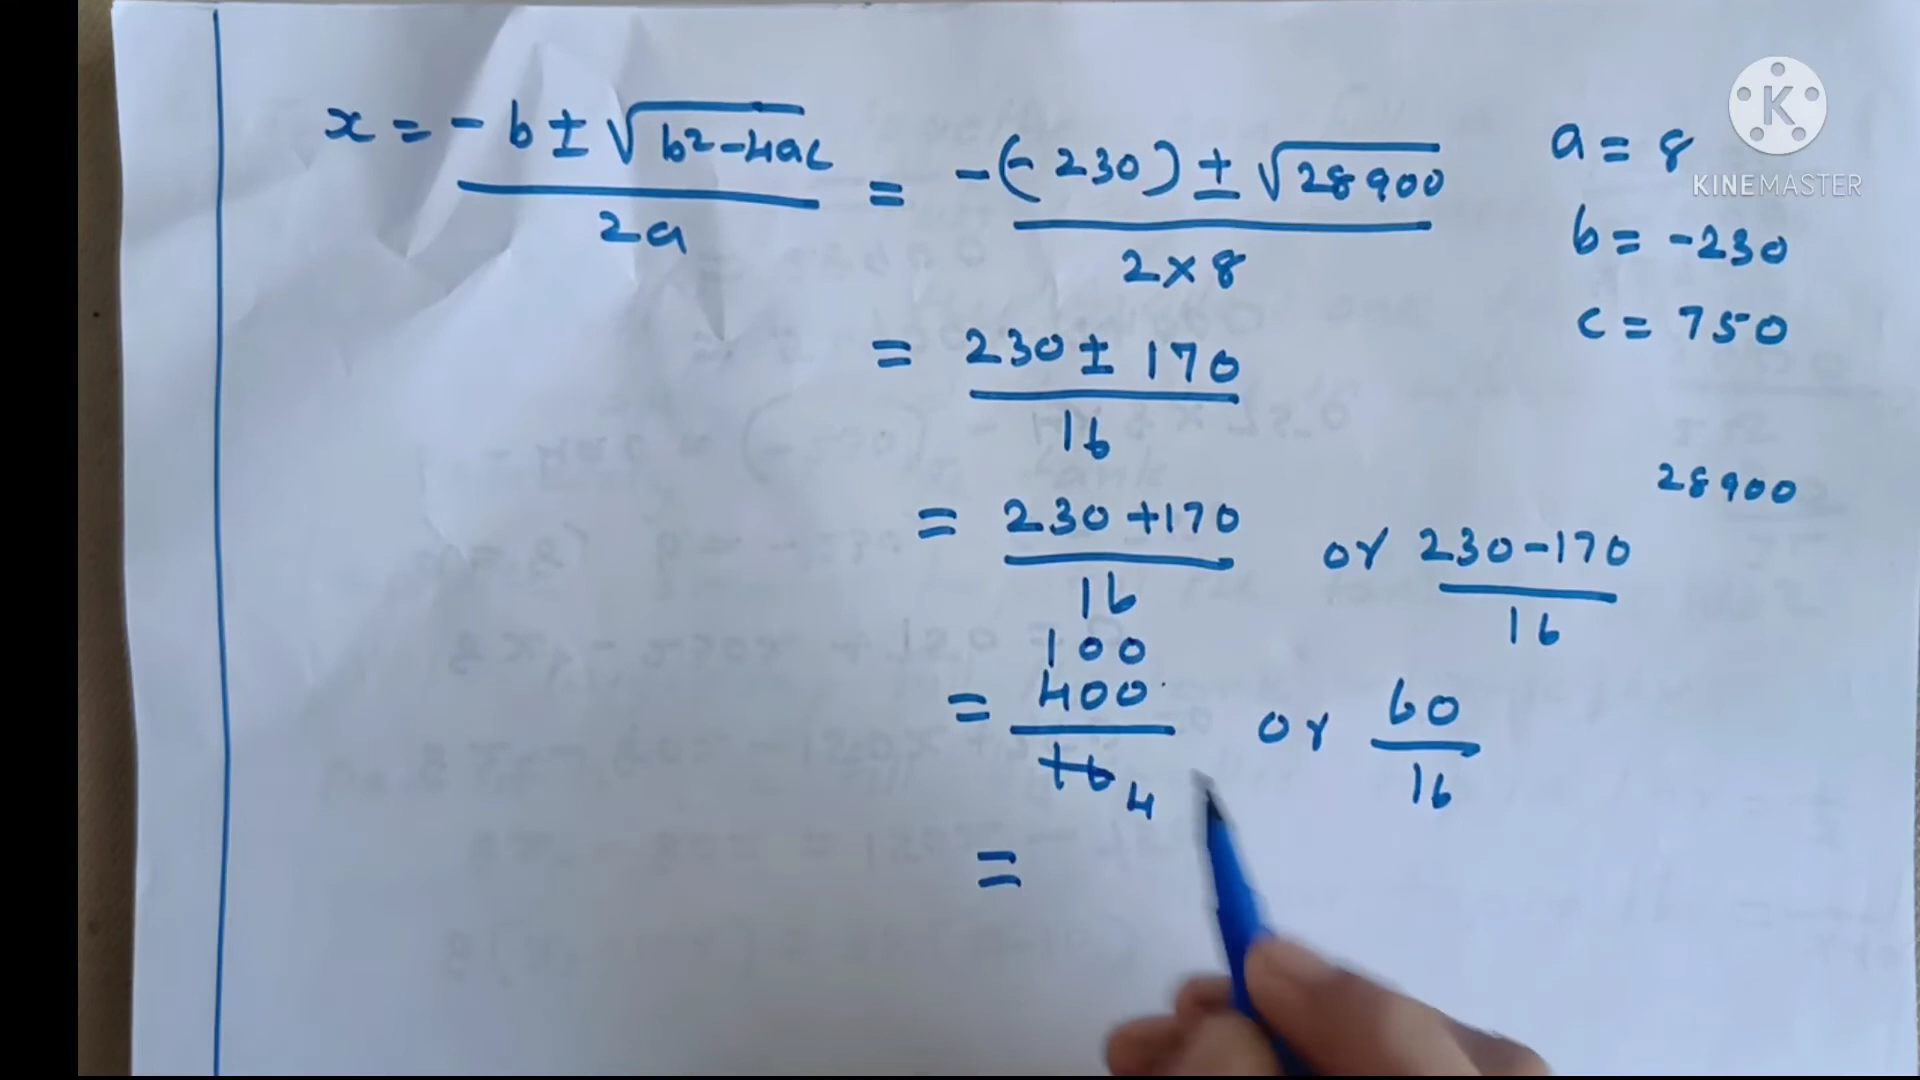 x = -b ± √b²-4ac / 2a = -(-230) ± √28900 / 2×8
a = 8
b = -230
c = 750
KINEMASTER
= 230 ± 170 / 16
28900
= 230+170 / 16 or 230-170 / 16
100
= 400 / 16 or 60 / 16
4
=